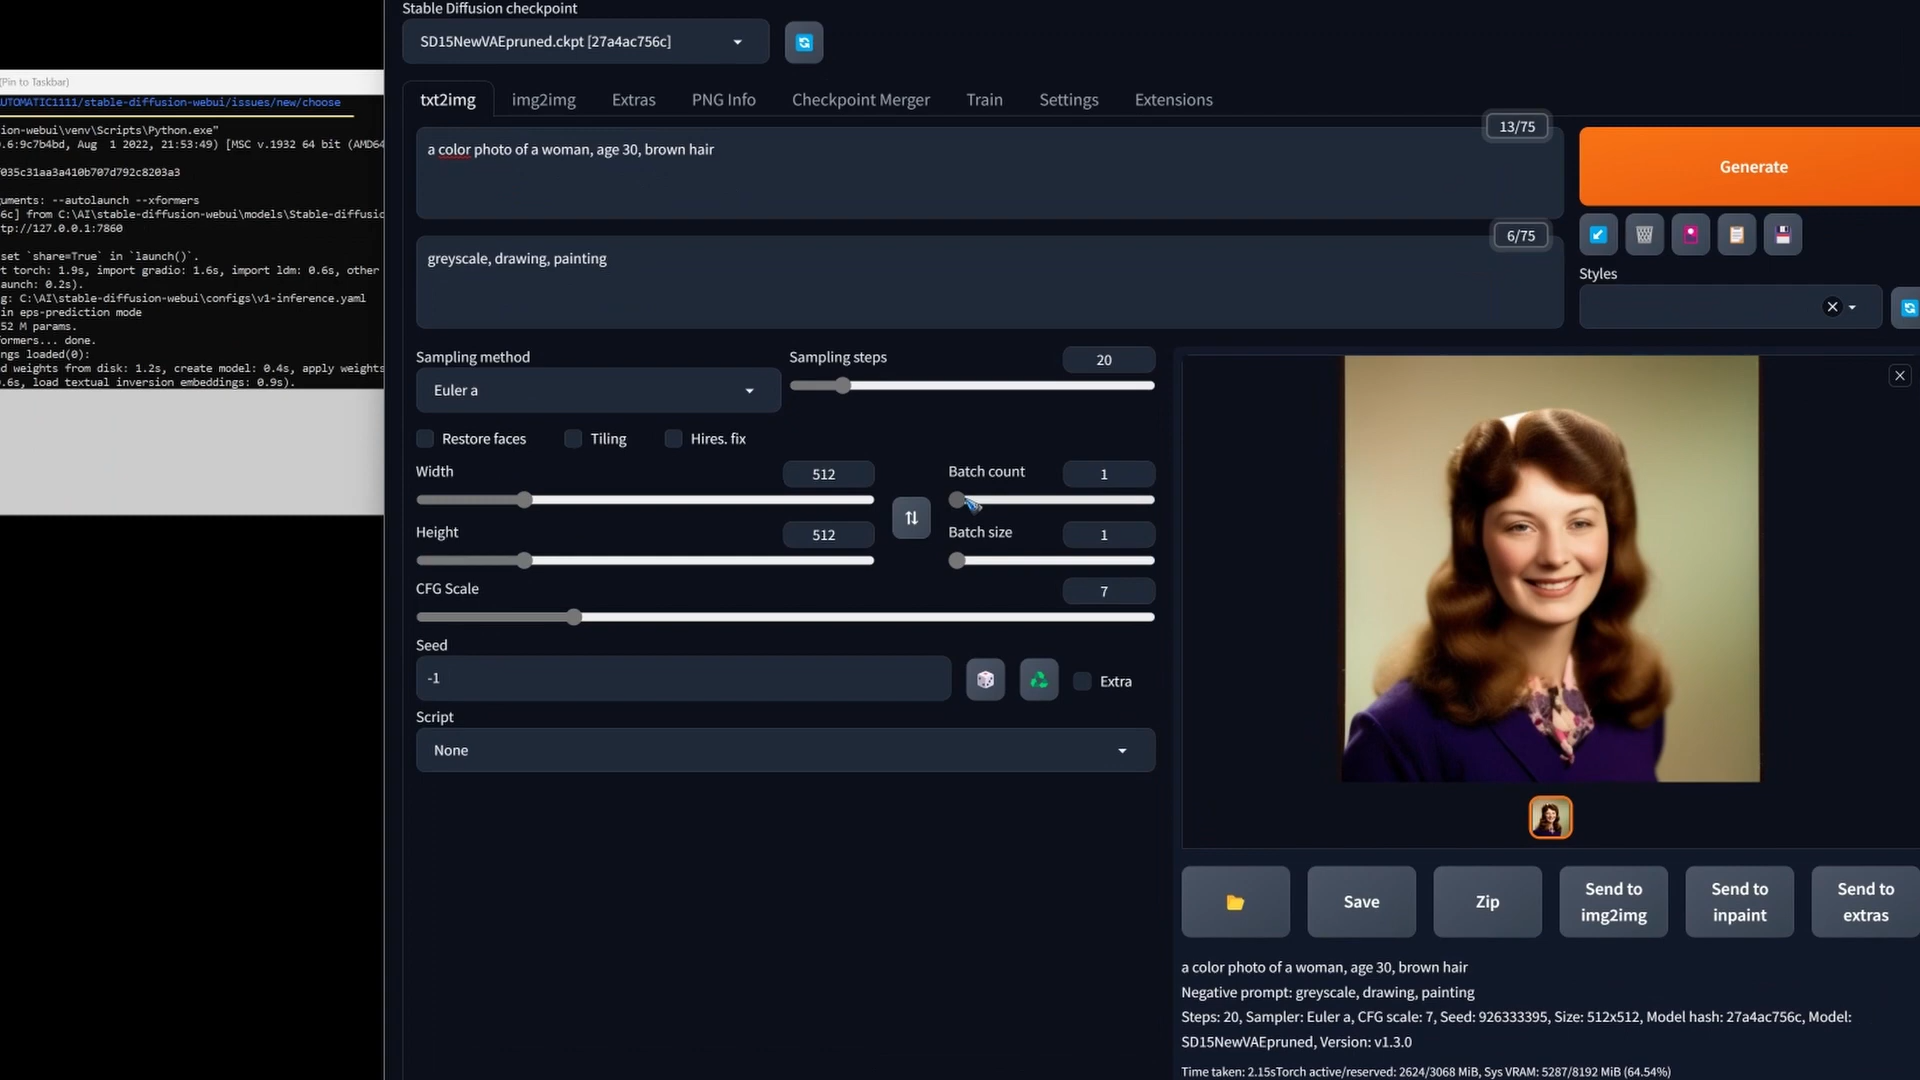 Stable Diffusion checkpoint
SD15NewVAEpruned.ckpt [27a4ac756c]
(Pin to Taskbar)
UTOMATIC1111/stable-diffusion-webui/issues/new/choose
ion-webui\venv\Scripts\Python.exe"
0.6:9c7b4bd, Aug 1 2022, 21:53:49) [MSC v.1932 64 bit (AMD64
f035c31aa3a410b707d792c8203a3
uments: --autolaunch --xformers
6c] from C:\AI\stable-diffusion-webui\models\Stable-diffusio
tp://127.0.0.1:7860
set `share=True` in `launch()`.
t torch: 1.9s, import gradio: 1.6s, import ldm: 0.6s, other
aunch: 0.2s).
g: C:\AI\stable-diffusion-webui\configs\v1-inference.yaml
in eps-prediction mode
52 M params.
formers... done.
ngs loaded(0):
d weights from disk: 1.2s, create model: 0.4s, apply weights
0.6s, load textual inversion embeddings: 0.9s).
txt2img img2img Extras PNG Info Checkpoint Merger Train Settings Extensions
13/75
a color photo of a woman, age 30, brown hair
Generate
6/75
greyscale, drawing, painting
Styles
Sampling method
Euler a
Sampling steps
20
Restore faces Tiling Hires. fix
Width
512
Batch count
1
Height
512
Batch size
1
CFG Scale
7
Seed
-1
Extra
Script
None
Save
Zip
Send to
img2img
Send to
inpaint
Send to
extras
a color photo of a woman, age 30, brown hair
Negative prompt: greyscale, drawing, painting
Steps: 20, Sampler: Euler a, CFG scale: 7, Seed: 926333395, Size: 512x512, Model hash: 27a4ac756c, Model:
SD15NewVAEpruned, Version: v1.3.0
Time taken: 2.15sTorch active/reserved: 2624/3068 MiB, Sys VRAM: 5287/8192 MiB (64.54%)